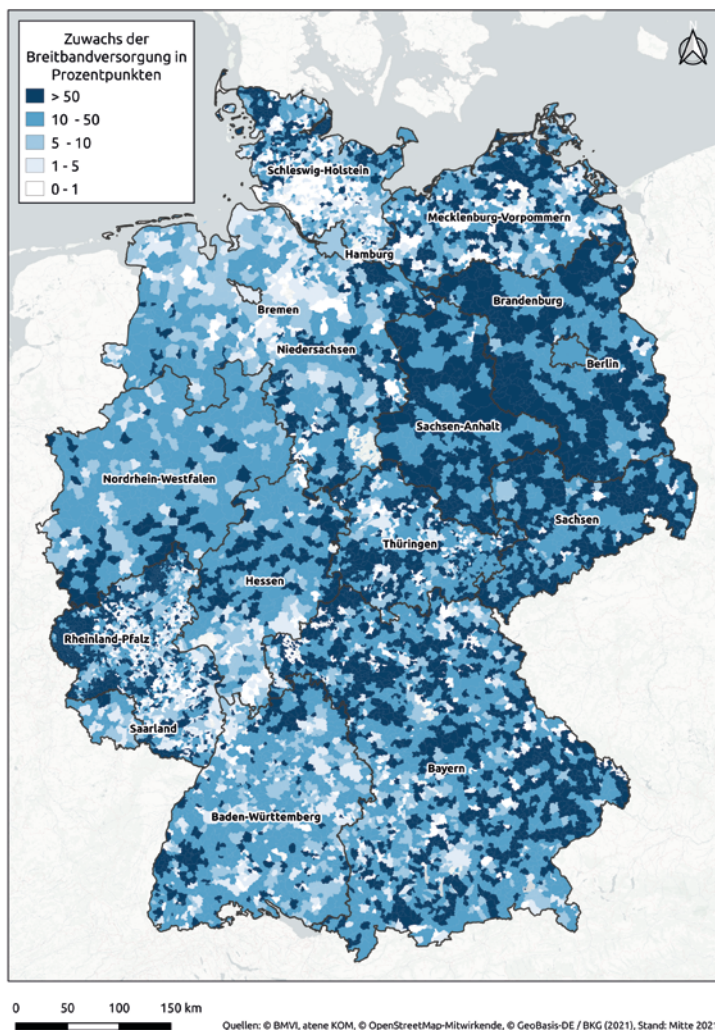 Zuwachs der
Breitbandversorgung in
Prozentpunkten
> 50
10 - 50
5 - 10
1 - 5
0 - 1
N
Schleswig-Holstein
Mecklenburg-Vorpommern
Hamburg
Brandenburg
Bremen
Niedersachsen
Berlin
Sachsen-Anhalt
Nordrhein-Westfalen
Sachsen
Thüringen
Hessen
Rheinland-Pfalz
Saarland
Bayern
Baden-Württemberg
0 50 100 150 km
Quellen: © BMVI, atene KOM, © OpenStreetMap-Mitwirkende, © GeoBasis-DE / BKG (2021), Stand: Mitte